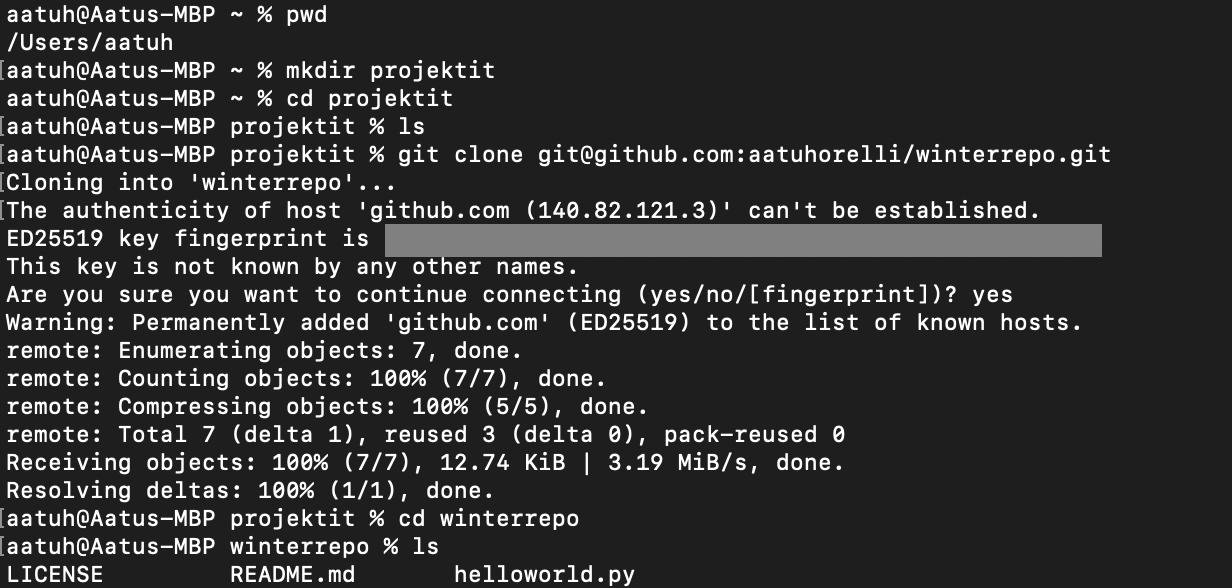 aatuh@Aatus-MBP ~ % pwd
/Users/aatuh
[aatuh@Aatus-MBP ~ % mkdir projektit
aatuh@Aatus-MBP ~ % cd projektit
[aatuh@Aatus-MBP projektit % ls
[aatuh@Aatus-MBP projektit % git clone git@github.com:aatuhorelli/winterrepo.git
[Cloning into 'winterrepo'...
[The authenticity of host 'github.com (140.82.121.3)' can't be established.
ED25519 key fingerprint is
This key is not known by any other names.
Are you sure you want to continue connecting (yes/no/[fingerprint])? yes
Warning: Permanently added 'github.com' (ED25519) to the list of known hosts.
remote: Enumerating objects: 7, done.
remote: Counting objects: 100% (7/7), done.
remote: Compressing objects: 100% (5/5), done.
remote: Total 7 (delta 1), reused 3 (delta 0), pack-reused 0
Receiving objects: 100% (7/7), 12.74 KiB | 3.19 MiB/s, done.
Resolving deltas: 100% (1/1), done.
[aatuh@Aatus-MBP projektit % cd winterrepo
[aatuh@Aatus-MBP winterrepo % ls
LICENSE README.md helloworld.py